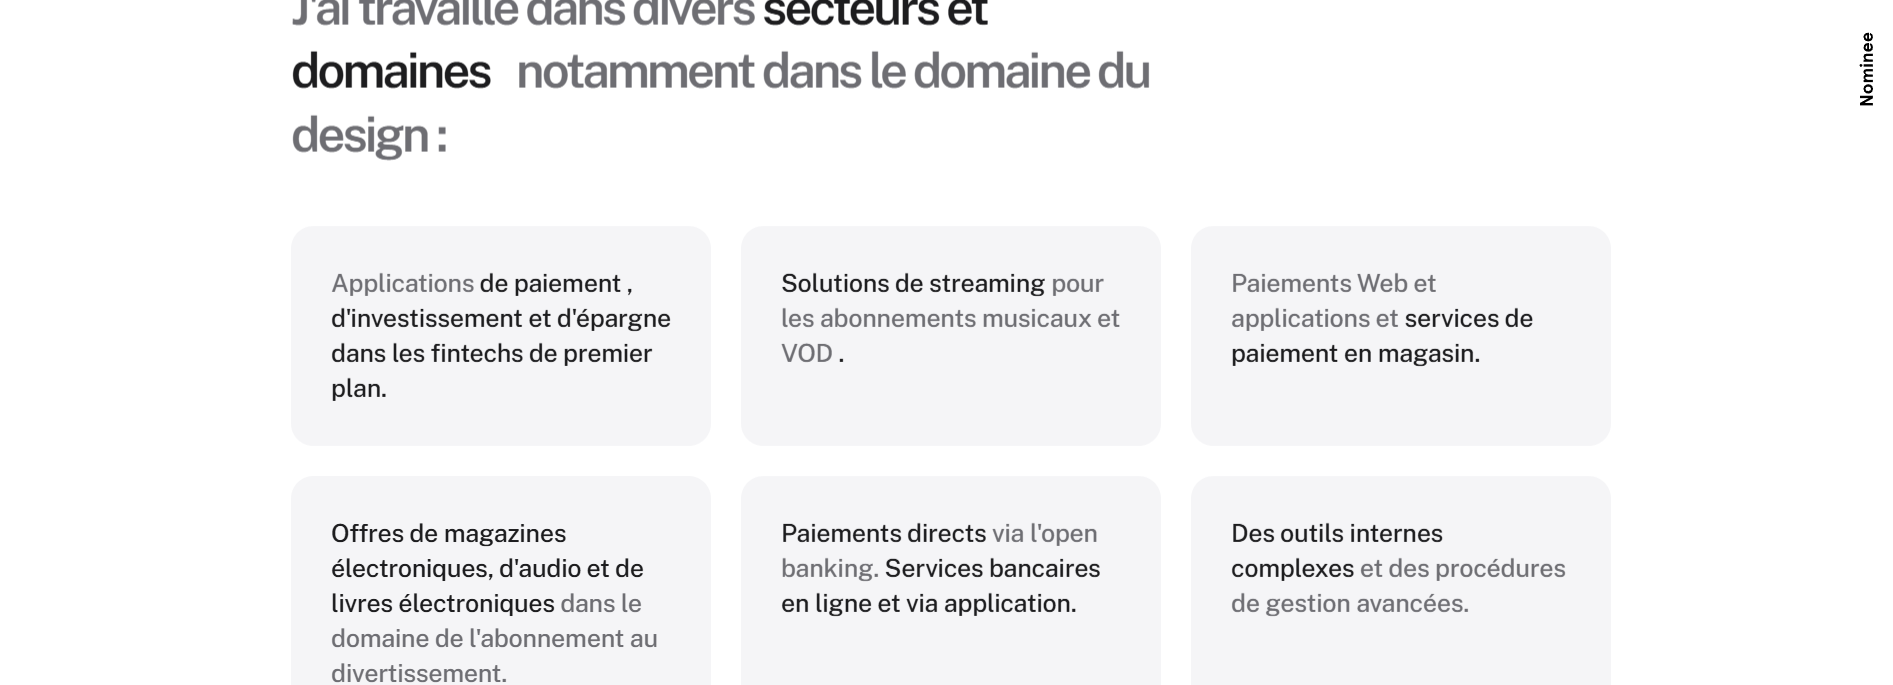 J'ai travaillé dans divers secteurs et
domaines notamment dans le domaine du
design :
Nominee
Applications de paiement ,
d'investissement et d'épargne
dans les fintechs de premier
plan.
Solutions de streaming pour
les abonnements musicaux et
VOD .
Paiements Web et
applications et services de
paiement en magasin.
Offres de magazines
électroniques, d'audio et de
livres électroniques dans le
domaine de l'abonnement au
divertissement.
Paiements directs via l'open
banking. Services bancaires
en ligne et via application.
Des outils internes
complexes et des procédures
de gestion avancées.